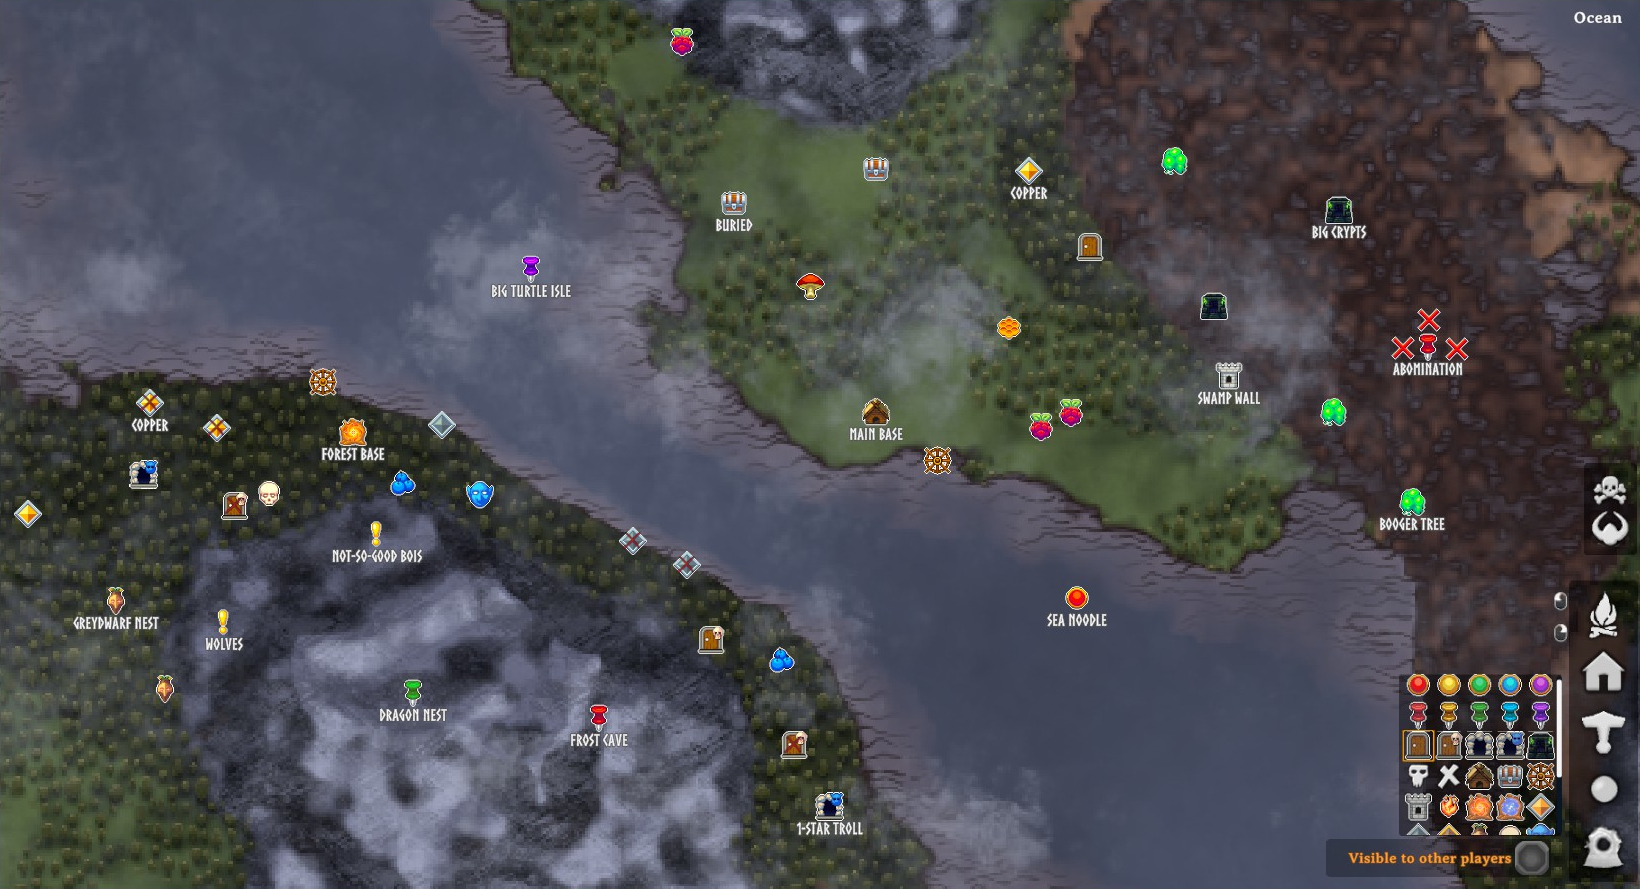 Ocean
COPPER
BURIED
BIG CRYPTS
BIG TURTLE ISLE
ABOMINATION
SWAMP WALL
COPPER
MAIN BASE
FOREST BASE
BOOGER TREE
NOT-SO-GOOD BOIS
SEA NOODLE
GREYDWARF NEST
WOLVES
DRAGON NEST
FROST CAVE
1-STAR TROLL
Visible to other players